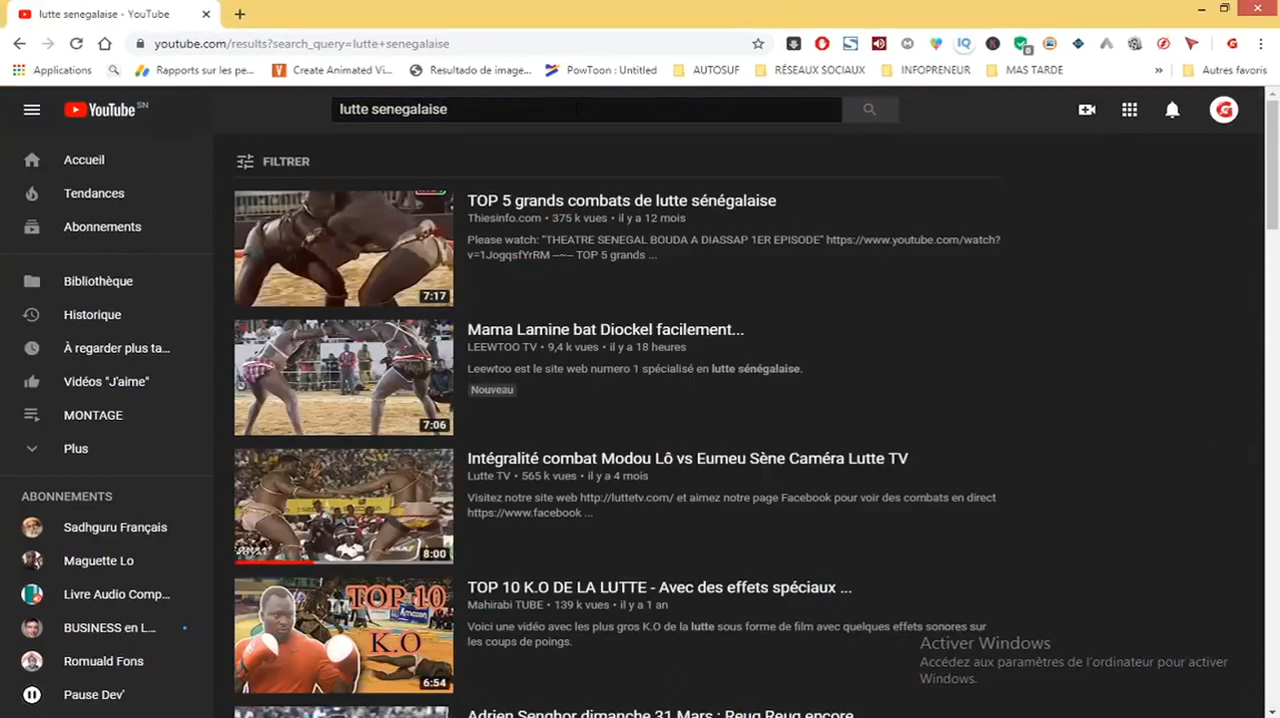 lutte senegalaise - YouTube
youtube.com/results?search_query=lutte+senegalaise
Applications
Rapports sur les pe...
Create Animated Vi...
Resultado de image...
PowToon : Untitled
AUTOSUF
RÉSEAUX SOCIAUX
INFOPRENEUR
MAS TARDE
»
Autres favoris
YouTube SN
lutte senegalaise
Accueil
Tendances
Abonnements
Bibliothèque
Historique
À regarder plus ta...
Vidéos "J'aime"
MONTAGE
Plus
ABONNEMENTS
Sadhguru Français
Maguette Lo
Livre Audio Comp...
BUSINESS en L...
Romuald Fons
Pause Dev'
FILTRER
7:17
TOP 5 grands combats de lutte sénégalaise
Thiesinfo.com • 375 k vues • il y a 12 mois
Please watch: "THEATRE SENEGAL BOUDA A DIASSAP 1ER EPISODE" https://www.youtube.com/watch?
v=1JogqsfYrRM --~-- TOP 5 grands ...
7:06
Mama Lamine bat Diockel facilement...
LEEWTOO TV • 9,4 k vues • il y a 18 heures
Leewtoo est le site web numero 1 spécialisé en lutte sénégalaise.
Nouveau
8:00
Intégralité combat Modou Lô vs Eumeu Sène Caméra Lutte TV
Lutte TV • 565 k vues • il y a 4 mois
Visitez notre site web http://luttetv.com/ et aimez notre page Facebook pour voir des combats en direct
https://www.facebook ...
TOP 10
K.O
6:54
TOP 10 K.O DE LA LUTTE - Avec des effets spéciaux ...
Mahirabi TUBE • 139 k vues • il y a 1 an
Voici une vidéo avec les plus gros K.O de la lutte sous forme de film avec quelques effets sonores sur
les coups de poings.
Adrien Senghor dimanche 31 Mars : Reug Reug encore
Activer Windows
Accédez aux paramètres de l'ordinateur pour activer
Windows.